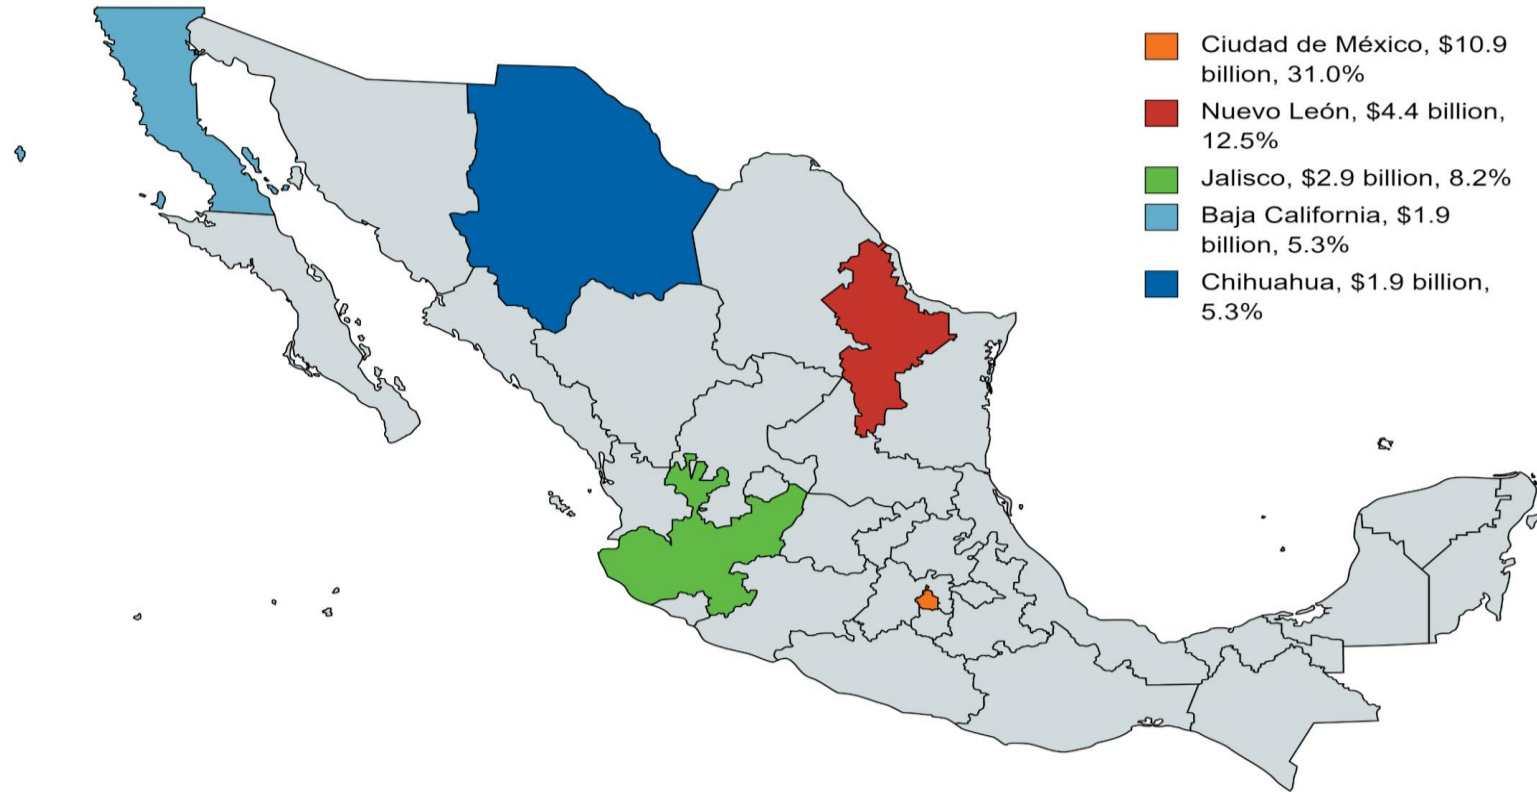 Ciudad de México, $10.9
billion, 31.0%
Nuevo León, $4.4 billion,
12.5%
Jalisco, $2.9 billion, 8.2%
Baja California, $1.9
billion, 5.3%
Chihuahua, $1.9 billion,
5.3%